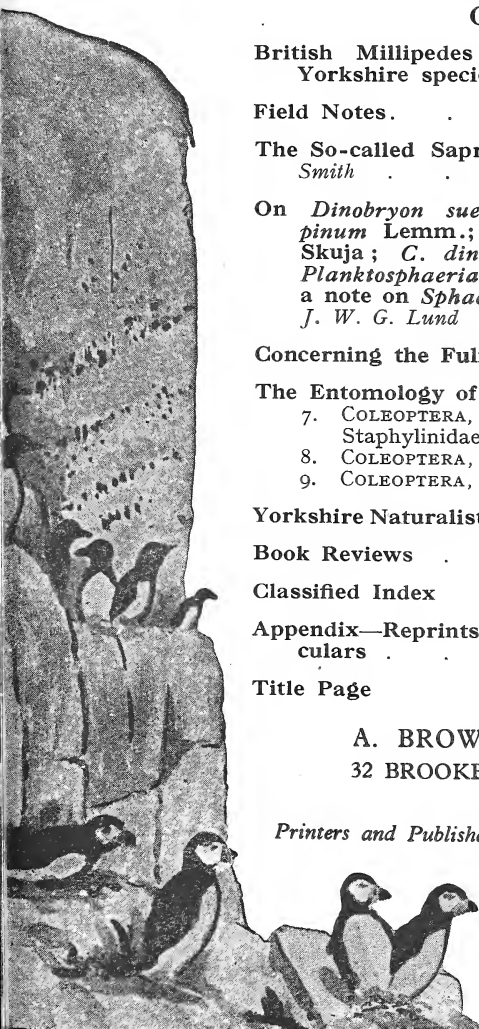 British Millipedes
Yorkshire speci
Field Notes. .
The So-called Sapr
Smith . .
On Dinobryon sue
pinum Lemm.;
Skuja ; C. din
Planktosphaeria
a note on Sphae
J. W. G. Lund
Concerning the Ful
The Entomology of
7. COLEOPTERA,
Staphylinidae
8. COLEOPTERA,
9. COLEOPTERA,
Yorkshire Naturalist
Book Reviews .
Classified Index
Appendix—Reprints
culars . .
Title Page
A. BROW
32 BROOKE
Printers and Publishe